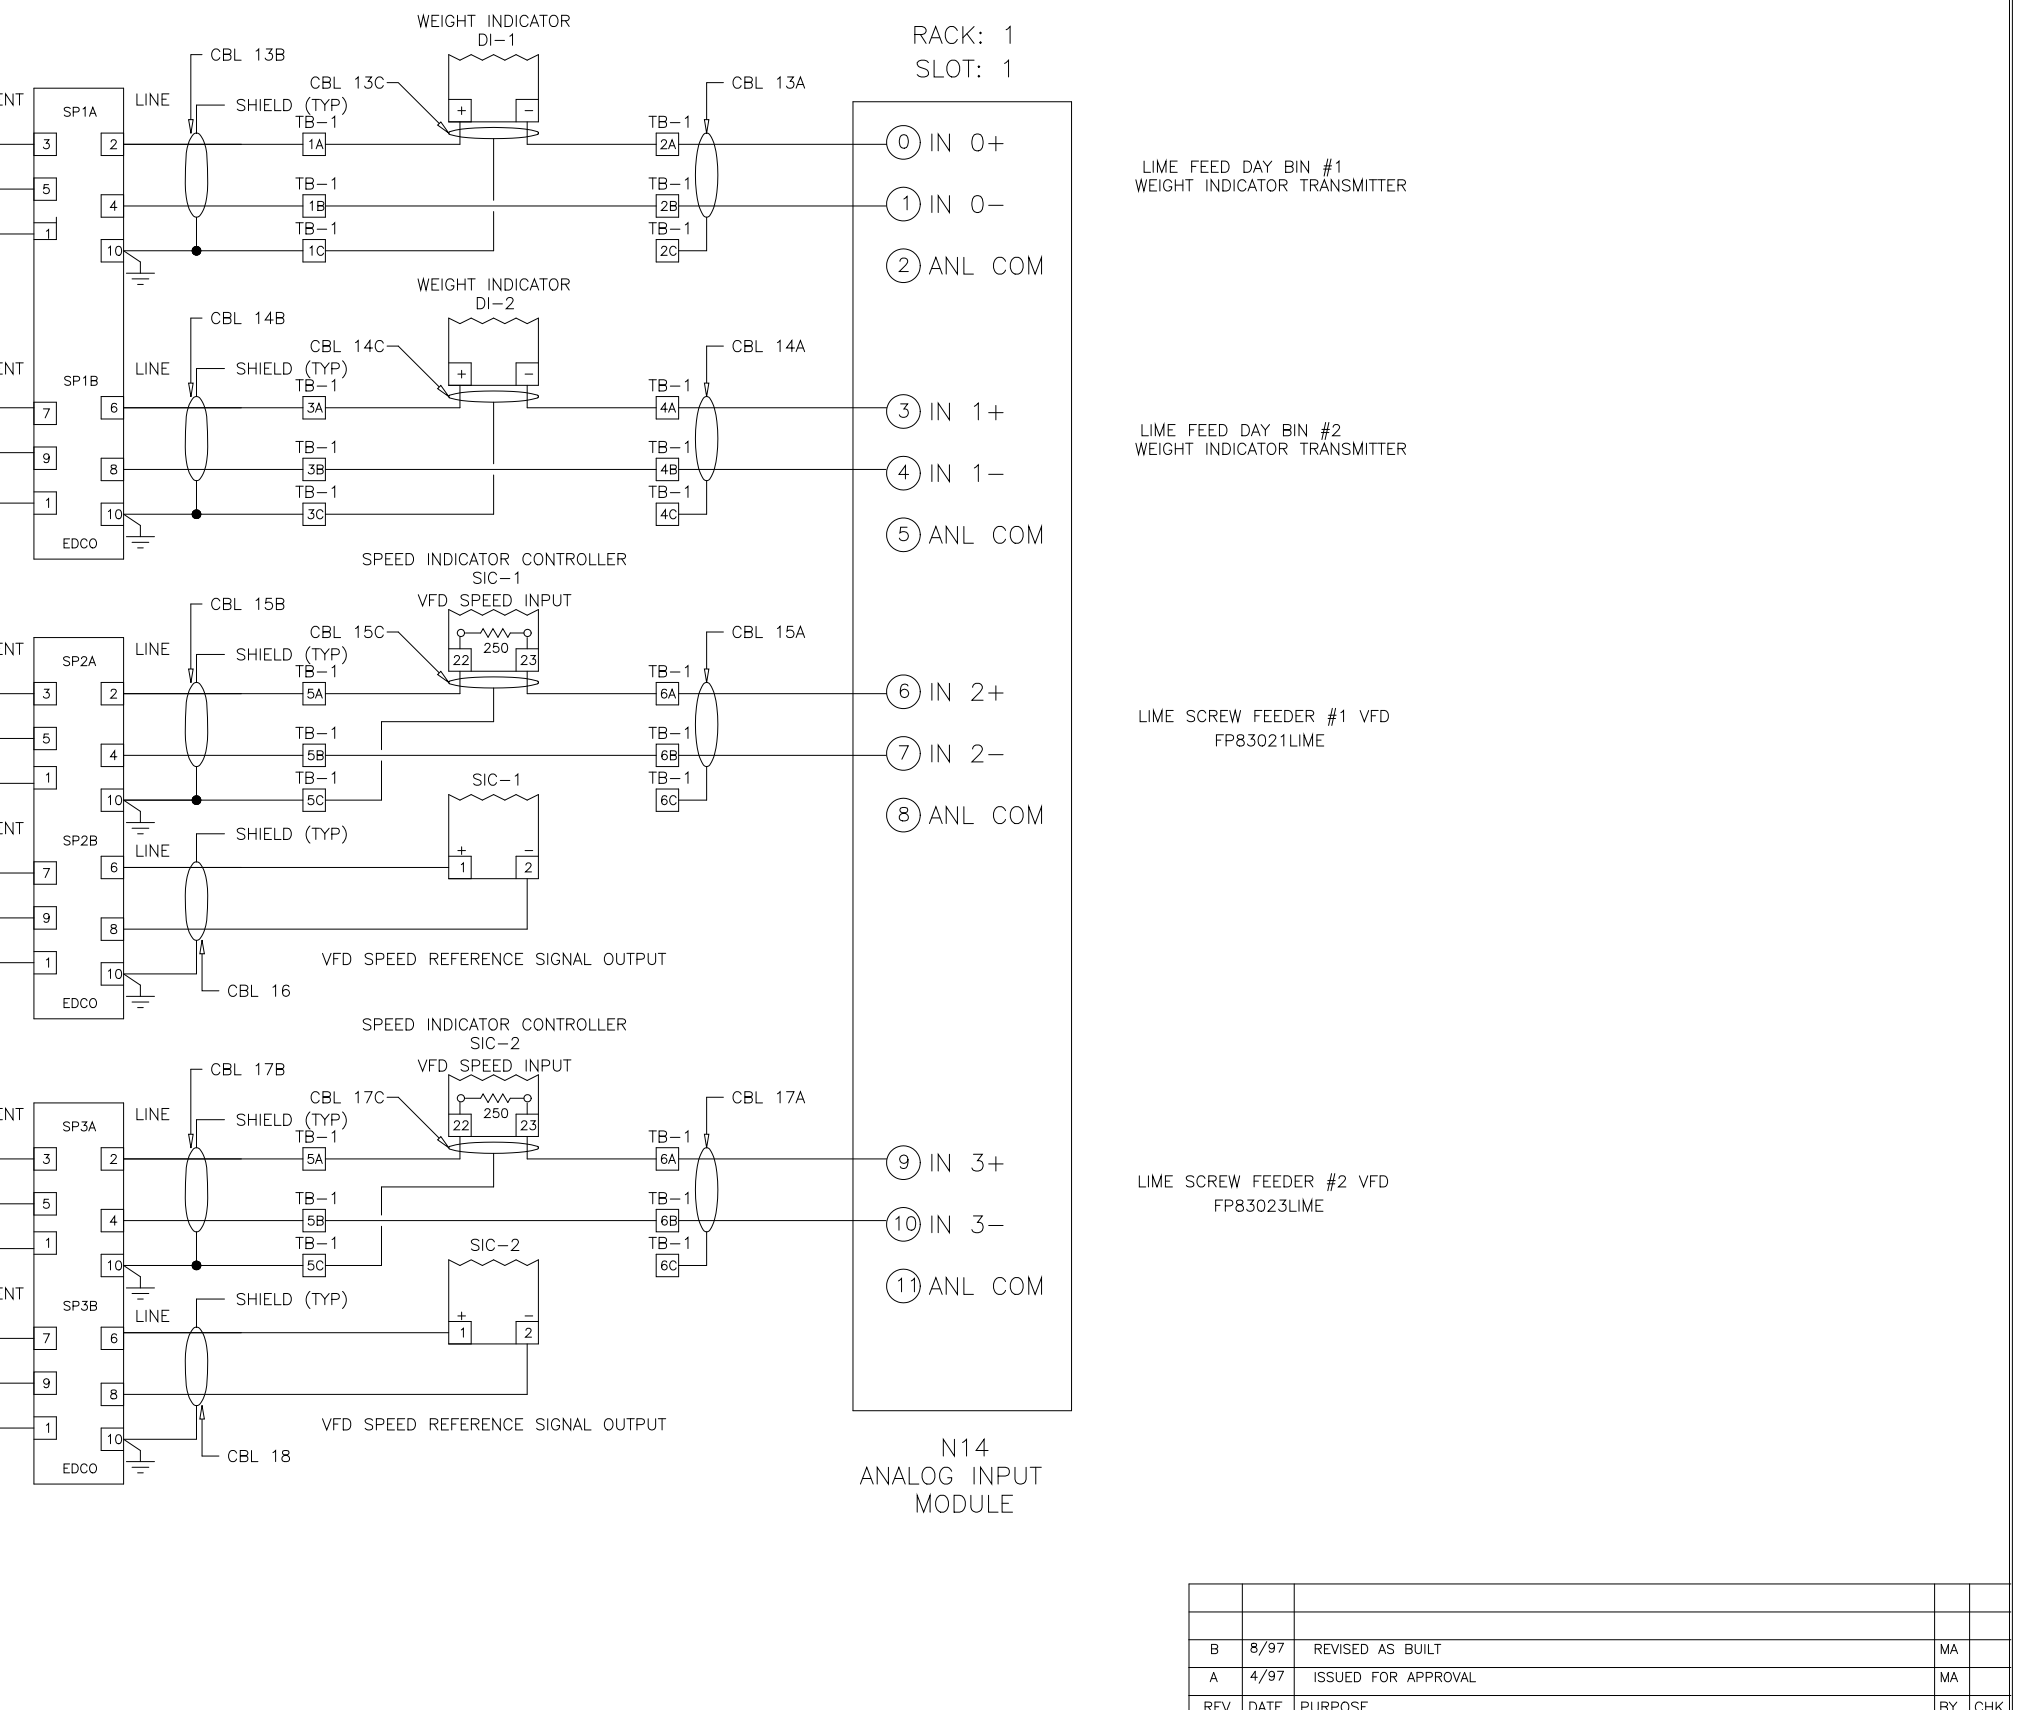 WEIGHT INDICATOR
DI-1
RACK: 1
SLOT: 1
CBL 13B
CBL 13C
CBL 13A
ENT
SP1A
LINE
SHIELD (TYP)
+
-
TB-1
TB-1
3
2
1A
2A
0 IN 0+
LIME FEED DAY BIN #1
WEIGHT INDICATOR TRANSMITTER
5
TB-1
TB-1
4
1B
2B
1 IN 0-
1
TB-1
TB-1
10
1C
2C
2 ANL COM
WEIGHT INDICATOR
DI-2
CBL 14B
CBL 14C
CBL 14A
ENT
SP1B
LINE
SHIELD (TYP)
+
-
TB-1
TB-1
7
6
3A
4A
3 IN 1+
LIME FEED DAY BIN #2
WEIGHT INDICATOR TRANSMITTER
9
TB-1
TB-1
8
3B
4B
4 IN 1-
1
TB-1
TB-1
10
3C
4C
5 ANL COM
EDCO
SPEED INDICATOR CONTROLLER
SIC-1
VFD SPEED INPUT
CBL 15B
CBL 15C
CBL 15A
ENT
SP2A
LINE
SHIELD (TYP)
250
22
23
TB-1
TB-1
3
2
5A
6A
6 IN 2+
LIME SCREW FEEDER #1 VFD
FP83021LIME
5
TB-1
TB-1
4
5B
6B
7 IN 2-
1
TB-1
SIC-1
TB-1
10
5C
6C
8 ANL COM
ENT
SP2B
LINE
SHIELD (TYP)
+
-
7
6
1
2
9
8
1
VFD SPEED REFERENCE SIGNAL OUTPUT
10
CBL 16
EDCO
SPEED INDICATOR CONTROLLER
SIC-2
VFD SPEED INPUT
CBL 17B
CBL 17C
CBL 17A
ENT
SP3A
LINE
SHIELD (TYP)
250
22
23
TB-1
TB-1
3
2
5A
6A
9 IN 3+
LIME SCREW FEEDER #2 VFD
FP83023LIME
5
TB-1
TB-1
4
5B
6B
10 IN 3-
1
TB-1
SIC-2
TB-1
10
5C
6C
11 ANL COM
ENT
SP3B
LINE
SHIELD (TYP)
+
-
7
6
1
2
9
8
1
VFD SPEED REFERENCE SIGNAL OUTPUT
10
CBL 18
EDCO
N14
ANALOG INPUT
MODULE
B 8/97 REVISED AS BUILT MA
A 4/97 ISSUED FOR APPROVAL MA
REV DATE PURPOSE BY CHK